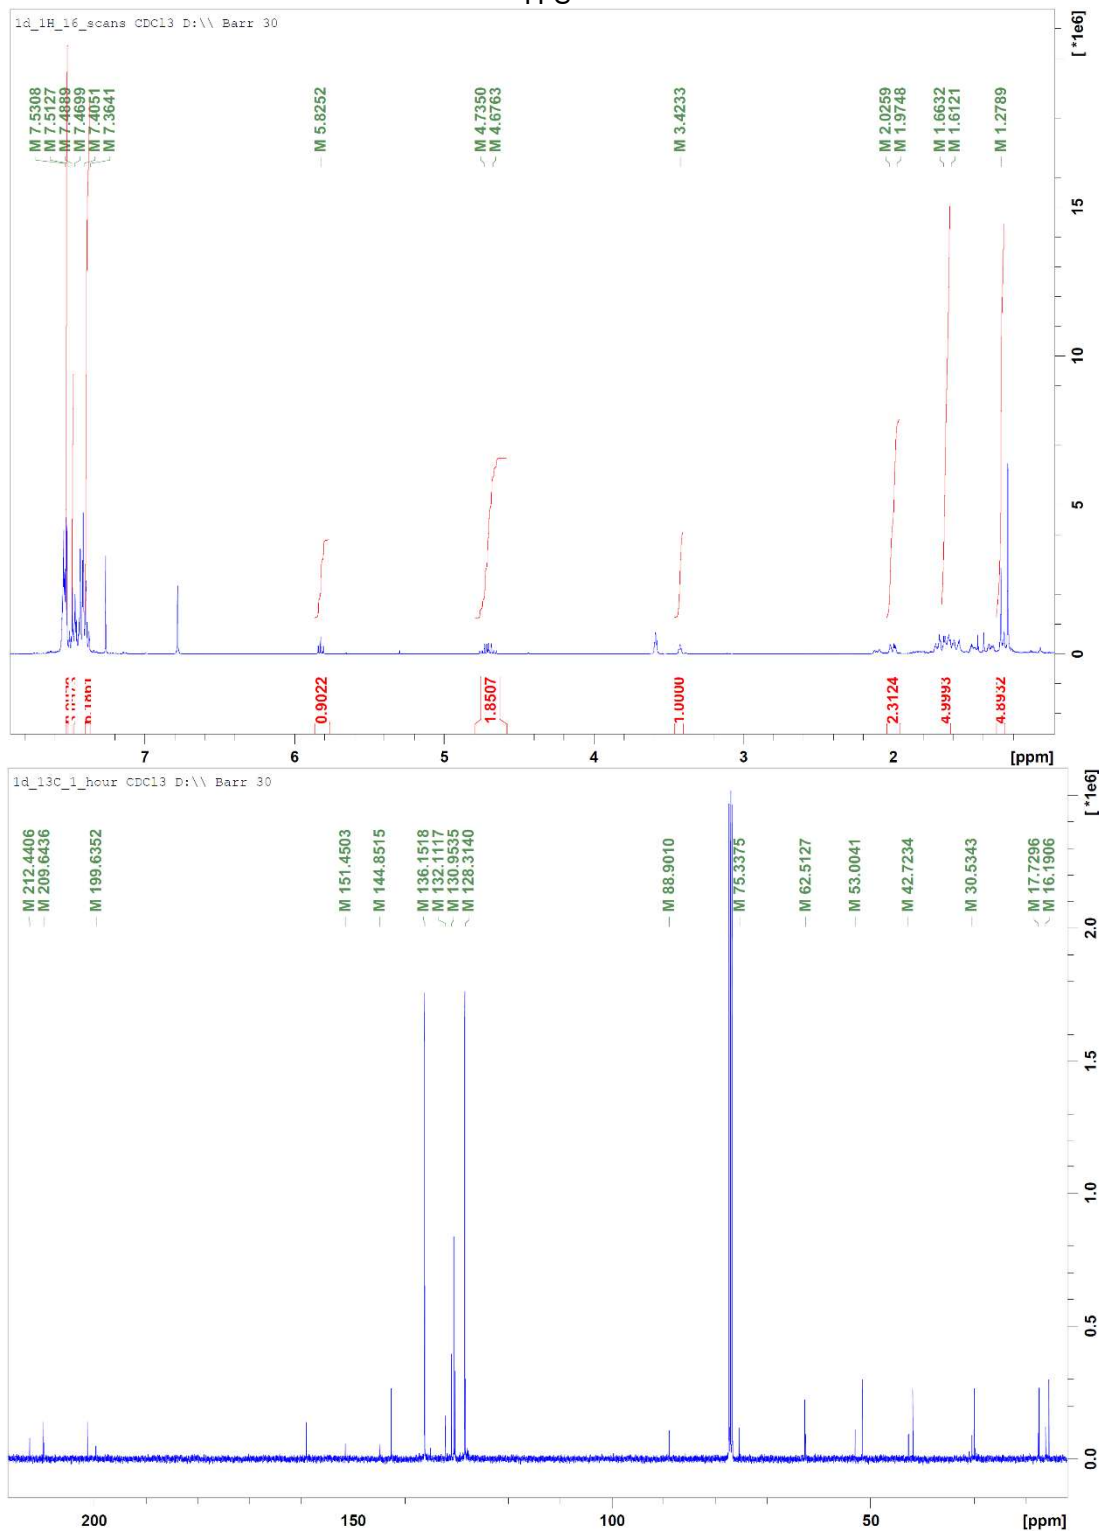 1d_1H_16_scans CDCl3 D:\\ Barr 30
[ *1e6]
M 7.5308
M 7.5127
M 7.4889
M 7.4699
M 7.4051
M 7.3641
M 5.8252
M 4.7350
M 4.6763
M 3.4233
M 2.0259
M 1.9748
M 1.6632
M 1.6121
M 1.2789
15
10
5
0
0.9022
1.8507
1.0000
2.3124
4.9993
4.8932
7 6 5 4 3 2 [ppm]
1d_13C_1_hour CDCl3 D:\\ Barr 30
[ *1e6]
M 212.4406
M 209.6436
M 199.6352
M 151.4503
M 144.8515
M 136.1518
M 132.1117
M 130.9535
M 128.3140
M 88.9010
M 75.3375
M 62.5127
M 53.0041
M 42.7234
M 30.5343
M 17.7296
M 16.1906
2.0
1.5
1.0
0.5
0.0
200 150 100 50 [ppm]